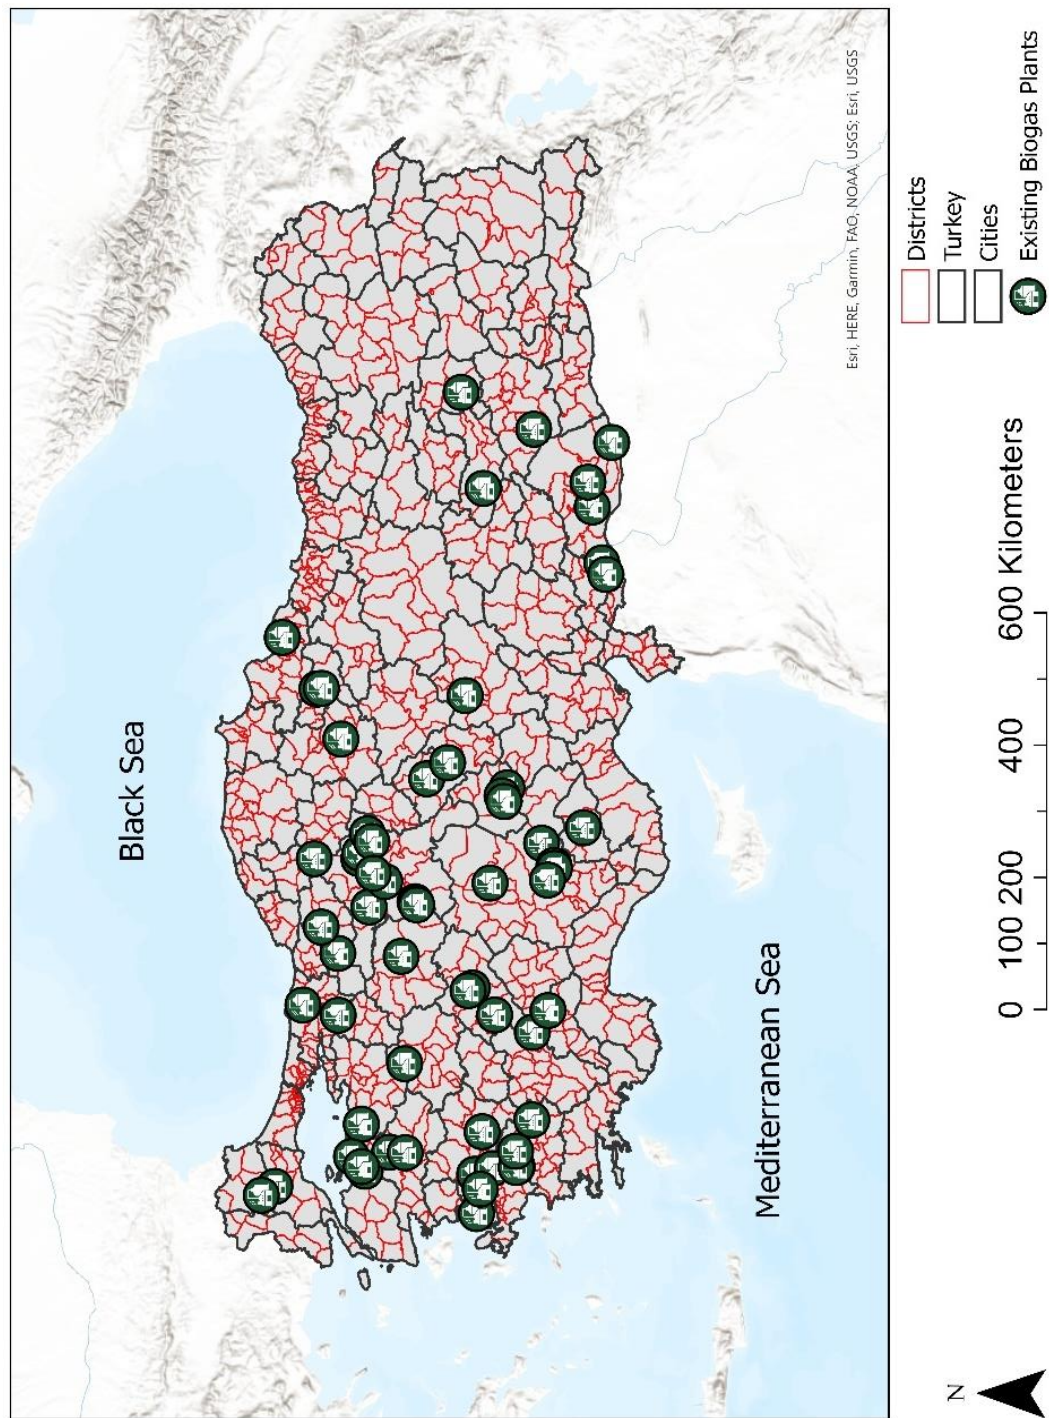 Black Sea
Mediterranean Sea
Esri, HERE, Garmin, FAO, NOAA, USGS; Esri, USGS
N
0 100 200 400 600 Kilometers
Districts
Turkey
Cities
Existing Biogas Plants